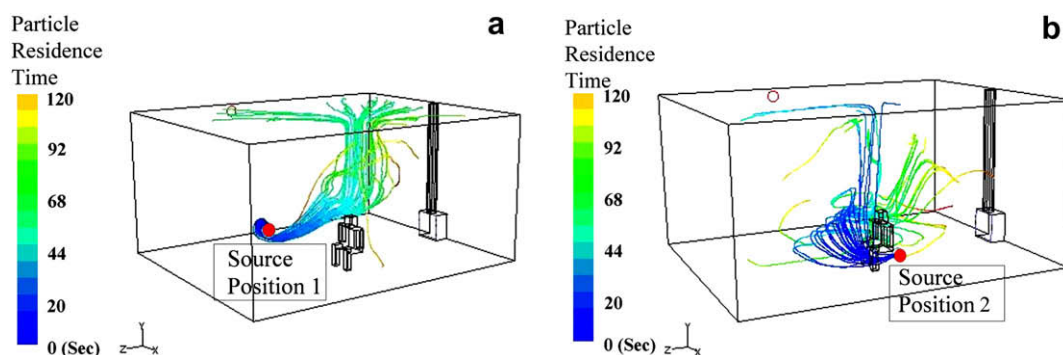 Particle
Residence
Time
a
120
92
68
44
20
0 (Sec)
Source
Position 1
Y
Z X
Particle
Residence
Time
b
120
92
68
44
20
0 (Sec)
Source
Position 2
Y
Z X